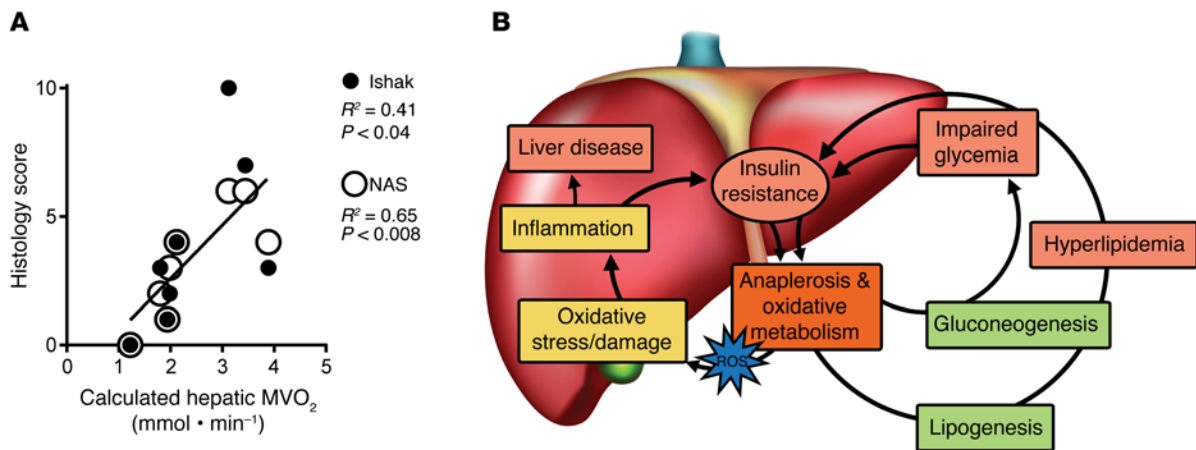 A
Histology score
10
5
0
0
1
2
3
4
5
Calculated hepatic MVO₂
(mmol • min⁻¹)
Ishak
R² = 0.41
P < 0.04
NAS
R² = 0.65
P < 0.008
B
Liver disease
Inflammation
Oxidative
stress/damage
Insulin
resistance
Anaplerosis &
oxidative
metabolism
ROS
Impaired
glycemia
Hyperlipidemia
Gluconeogenesis
Lipogenesis